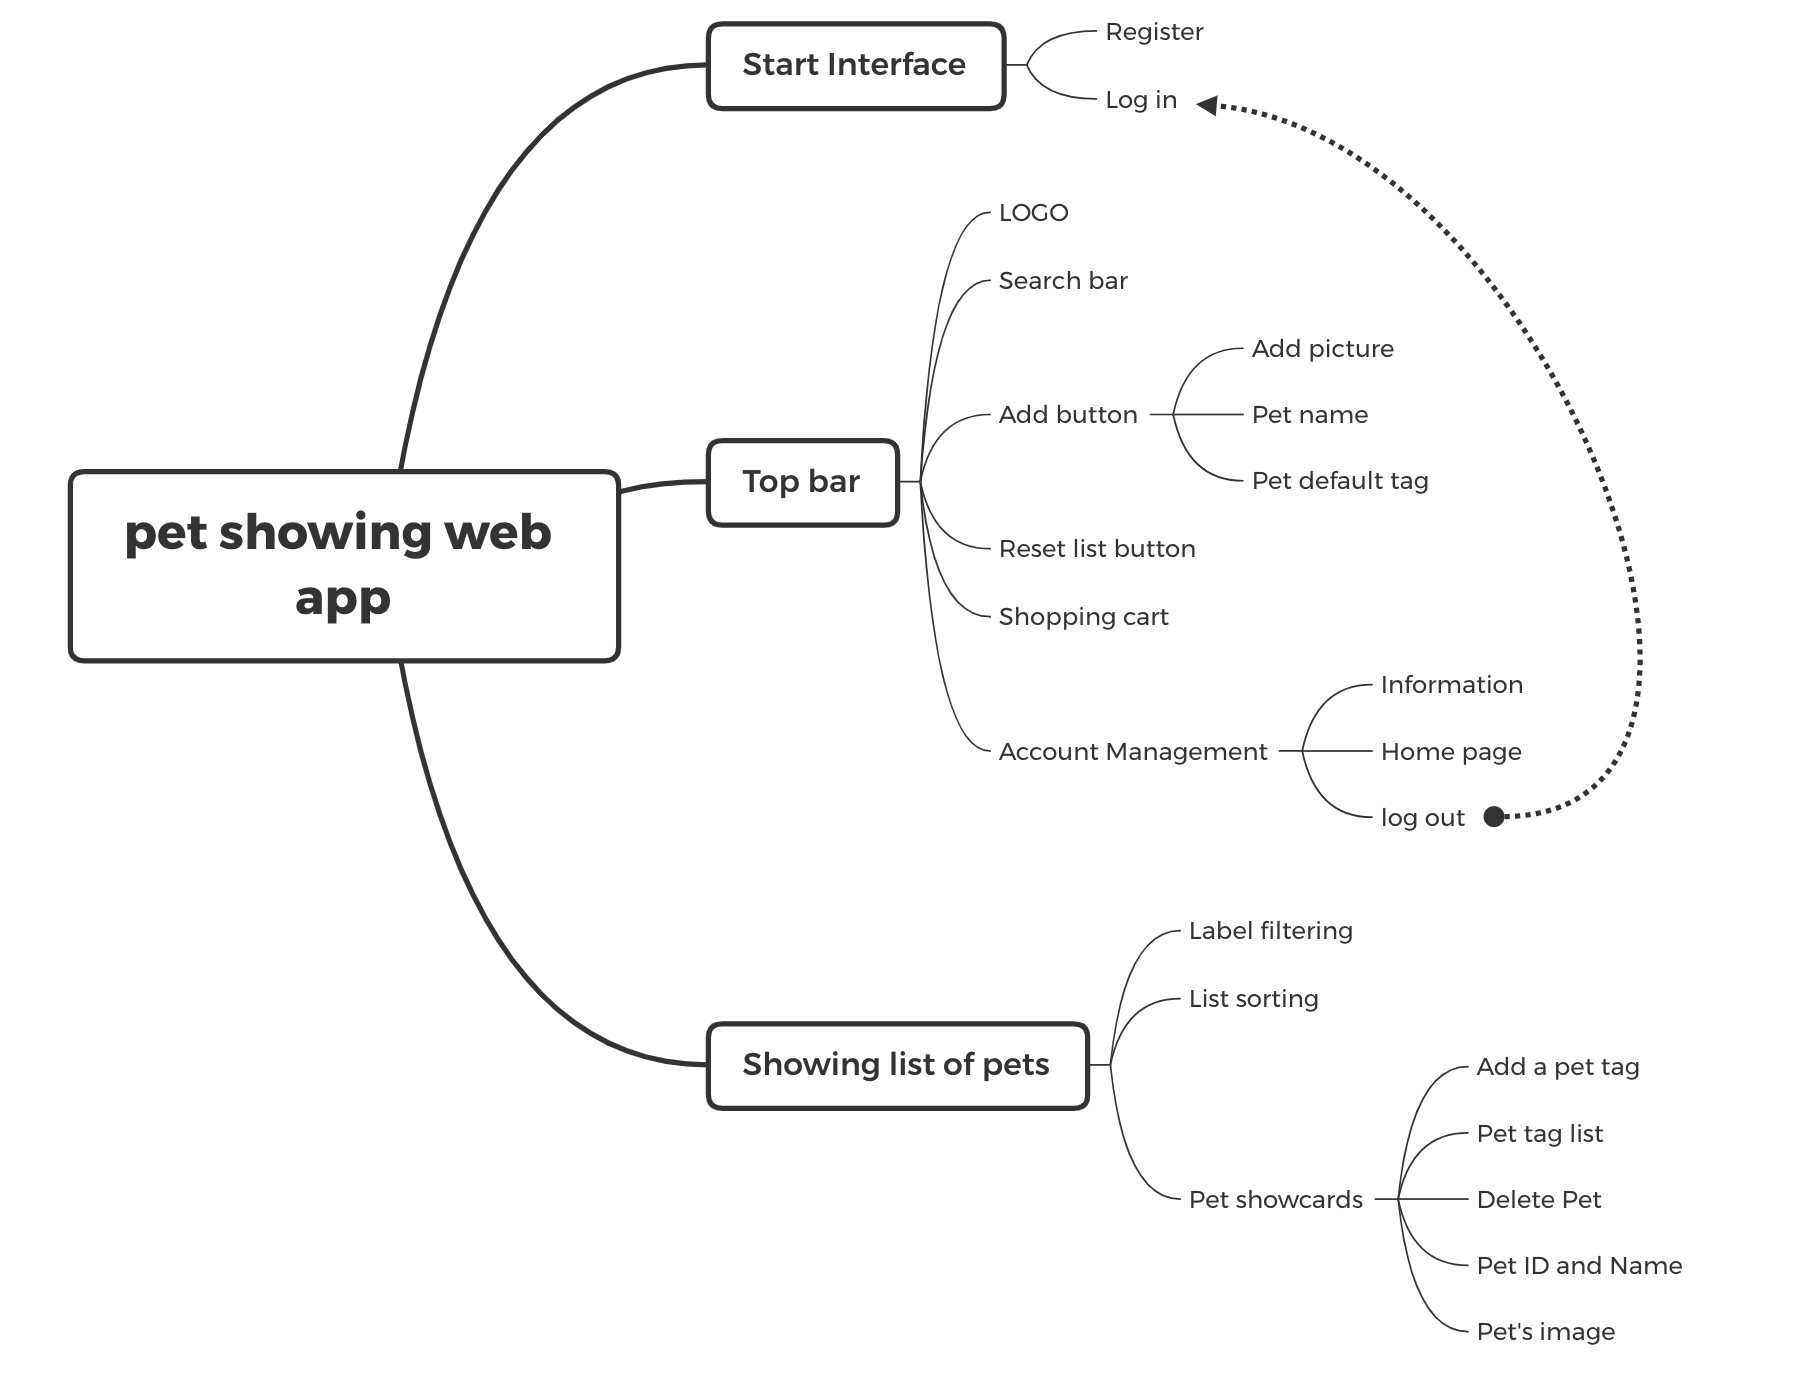 Start Interface
Register
Log in
LOGO
Search bar
Add button
Add picture
Pet name
Pet default tag
Top bar
Reset list button
Shopping cart
Account Management
Information
Home page
log out
pet showing web
app
Showing list of pets
Label filtering
List sorting
Pet showcards
Add a pet tag
Pet tag list
Delete Pet
Pet ID and Name
Pet's image